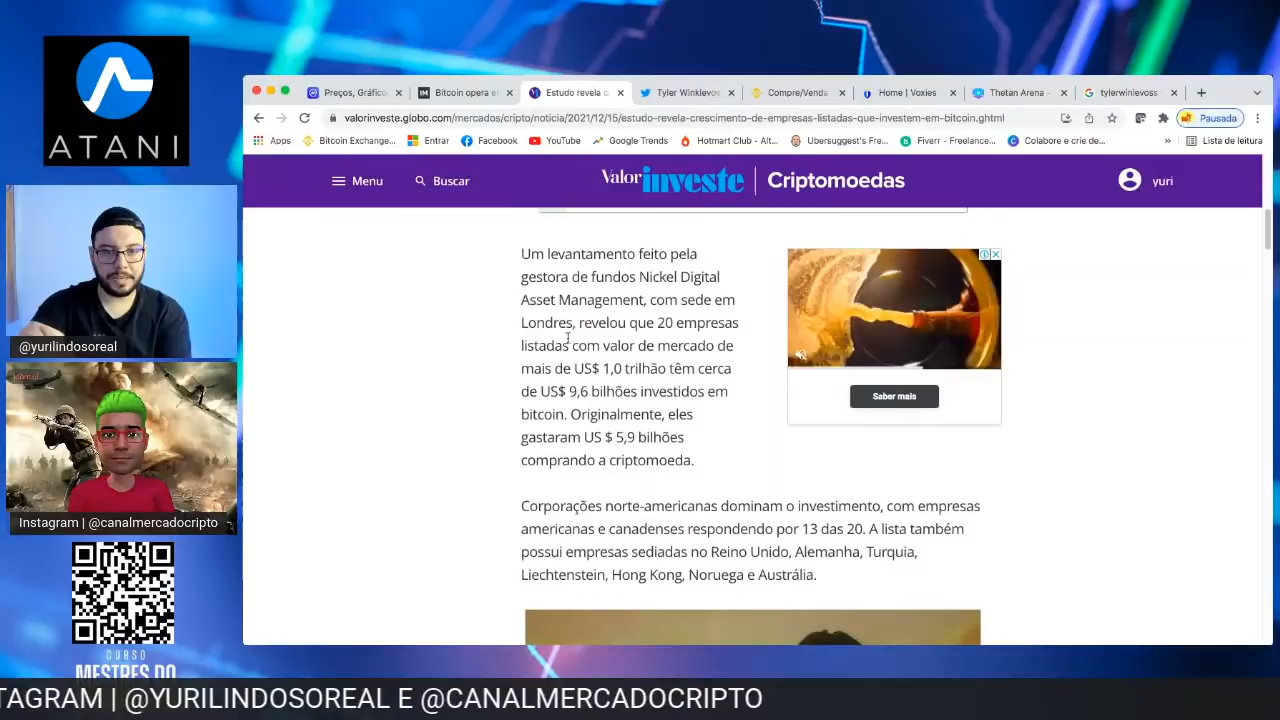 ATANI
@yurilindosoreal
Instagram | @canalmercadocripto
CURSO
MESTRES DO
Preços, Gráfico
Bitcoin opera e
Estudo revela c
Tyler Winklevos
Compre/Venda
Home | Voxies
Thetan Arena -
tylerwinlevoss
valorinveste.globo.com/mercados/cripto/noticia/2021/12/15/estudo-revela-crescimento-de-empresas-listadas-que-investem-em-bitcoin.ghtml
Pausada
Apps
Bitcoin Exchange...
Entrar
Facebook
YouTube
Google Trends
Hotmart Club - Alt...
Ubersuggest's Fre...
Fiverr - Freelance...
Colabore e crie de...
»
Lista de leitura
Menu
Buscar
Valor investe | Criptomoedas
yuri
Um levantamento feito pela
gestora de fundos Nickel Digital
Asset Management, com sede em
Londres, revelou que 20 empresas
listadas com valor de mercado de
mais de US$ 1,0 trilhão têm cerca
de US$ 9,6 bilhões investidos em
bitcoin. Originalmente, eles
gastaram US $ 5,9 bilhões
comprando a criptomoeda.
Saber mais
Corporações norte-americanas dominam o investimento, com empresas
americanas e canadenses respondendo por 13 das 20. A lista também
possui empresas sediadas no Reino Unido, Alemanha, Turquia,
Liechtenstein, Hong Kong, Noruega e Austrália.
TAGRAM | @YURILINDOSOREAL E @CANALMERCADOCRIPTO